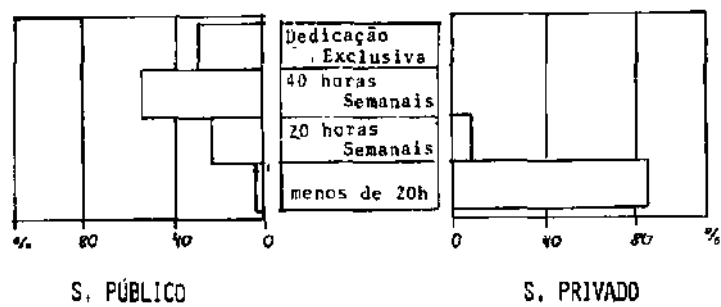 Dedicação
Exclusiva
40 horas
Semanais
20 horas
Semanais
menos de 20h
% 80 40 0
0 40 80 %
S. PÚBLICO
S. PRIVADO